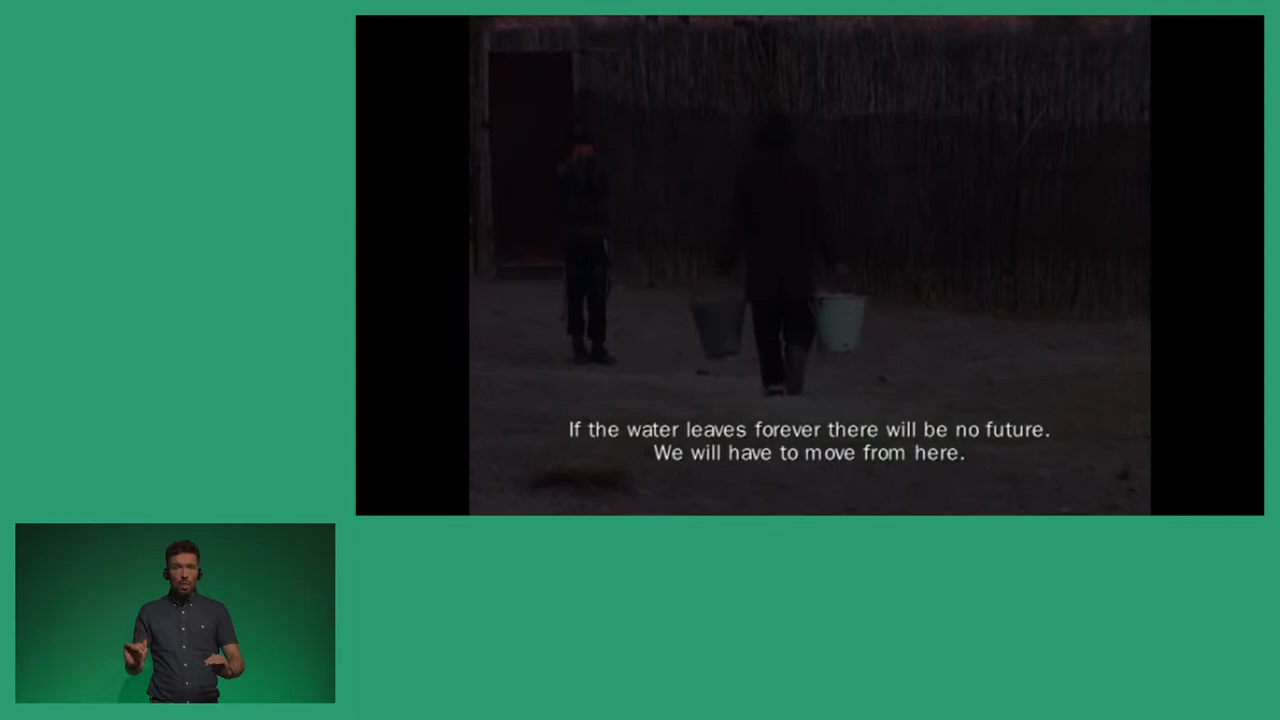 If the water leaves forever there will be no future.
We will have to move from here.